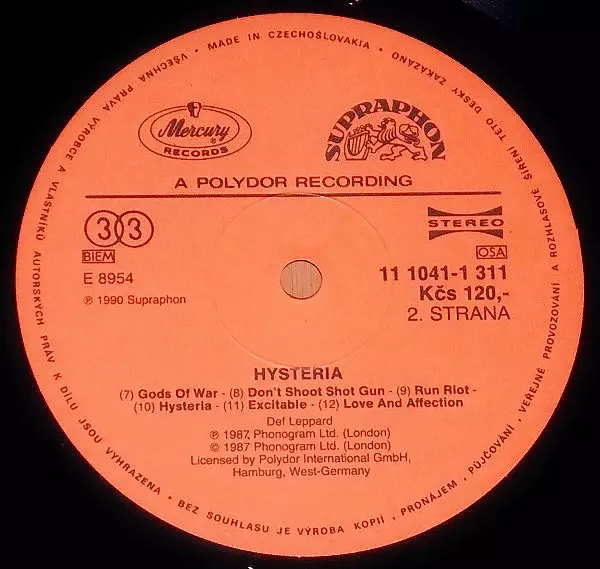 • MADE IN CZECHOSLOVAKIA •
VŠECHNA PRÁVA VÝROBCE A VLASTNÍKŮ AUTORSKÝCH PRÁV K DÍLU JSOU VYHRAZENA • BEZ SOUHLASU JE VÝROBA KOPIÍ, PRONÁJEM, PŮJČOVÁNÍ, VEŘEJNÉ PROVOZOVÁNÍ A ROZHLASOVÉ ŠÍŘENÍ TÉTO DESKY ZAKÁZÁNO
Mercury ®
RECORDS
SUPRAPHON
A POLYDOR RECORDING
33
STEREO
BIEM
OSA
E 8954
11 1041-1 311
Kčs 120,-
℗ 1990 Supraphon
2. STRANA
HYSTERIA
(7) Gods Of War - (8) Don't Shoot Shot Gun - (9) Run Riot -
(10) Hysteria - (11) Excitable - (12) Love And Affection
Def Leppard
℗ 1987, Phonogram Ltd. (London)
© 1987 Phonogram Ltd. (London)
Licensed by Polydor International GmbH,
Hamburg, West-Germany